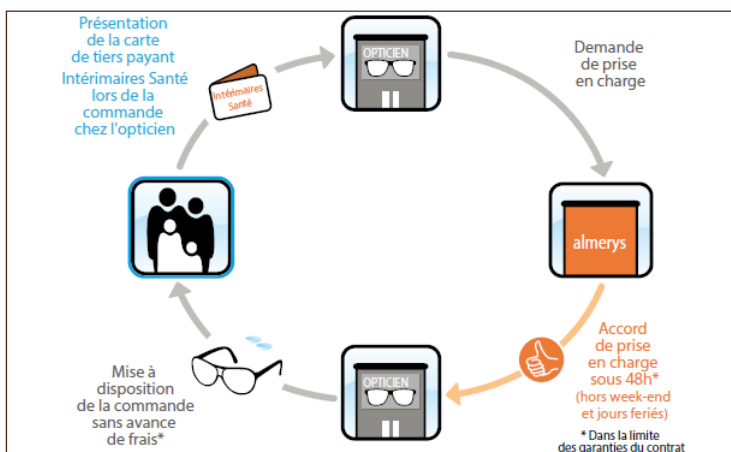 Présentation
de la carte
de tiers payant
Intérimaires Santé
lors de la
commande
chez l'opticien
Intérimaires
Santé
OPTICIEN
Demande
de prise
en charge
almerys
Accord
de prise
en charge
sous 48h*
(hors week-end
et jours feriés)
* Dans la limite
des garanties du contrat
OPTICIEN
Mise à
disposition
de la commande
sans avance
de frais*